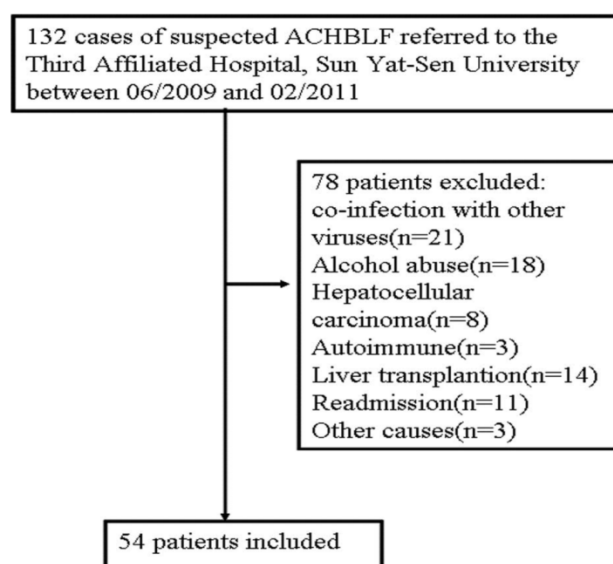 132 cases of suspected ACHBLF referred to the
Third Affiliated Hospital, Sun Yat-Sen University
between 06/2009 and 02/2011
78 patients excluded:
co-infection with other
viruses(n=21)
Alcohol abuse(n=18)
Hepatocellular
carcinoma(n=8)
Autoimmune(n=3)
Liver transplantion(n=14)
Readmission(n=11)
Other causes(n=3)
54 patients included